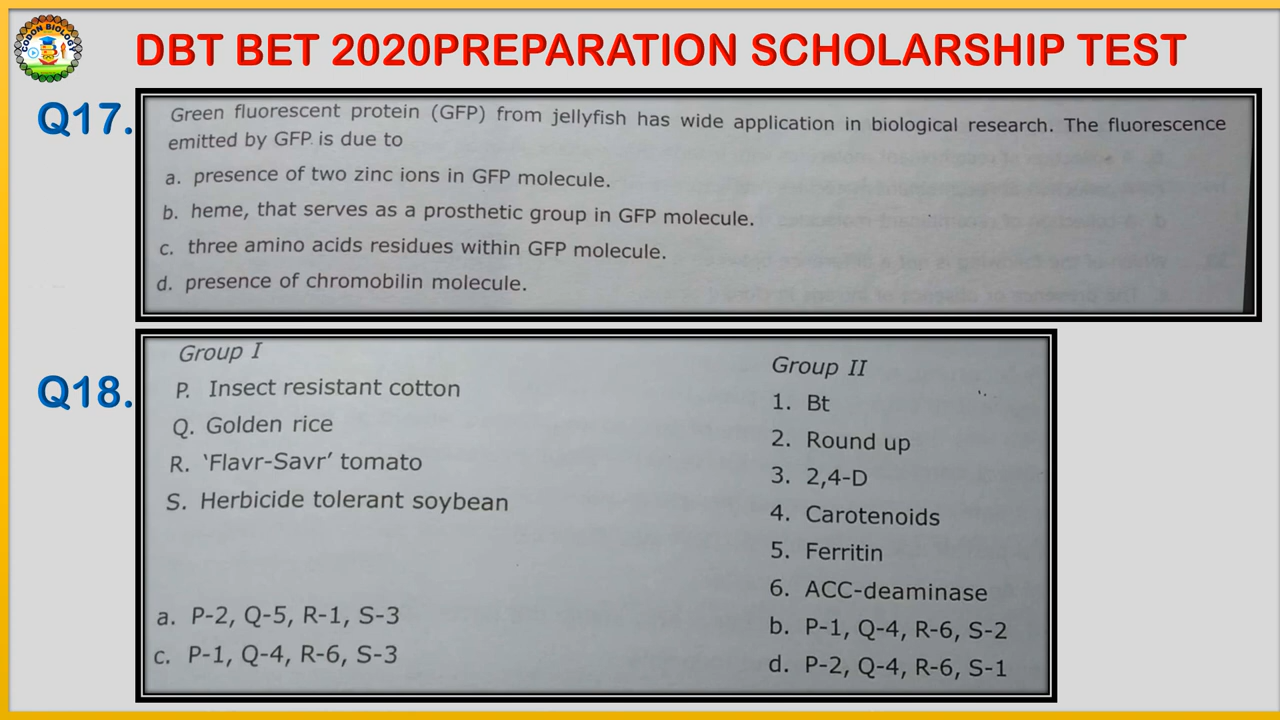 CODON BIOLOGY
DBT BET 2020PREPARATION SCHOLARSHIP TEST
Q17.
Green fluorescent protein (GFP) from jellyfish has wide application in biological research. The fluorescence
emitted by GFP is due to
a. presence of two zinc ions in GFP molecule.
b. heme, that serves as a prosthetic group in GFP molecule.
c. three amino acids residues within GFP molecule.
d. presence of chromobilin molecule.
Q18.
Group I
P. Insect resistant cotton
Q. Golden rice
R. ‘Flavr-Savr’ tomato
S. Herbicide tolerant soybean
Group II
1. Bt
2. Round up
3. 2,4-D
4. Carotenoids
5. Ferritin
6. ACC-deaminase
a. P-2, Q-5, R-1, S-3
b. P-1, Q-4, R-6, S-2
c. P-1, Q-4, R-6, S-3
d. P-2, Q-4, R-6, S-1